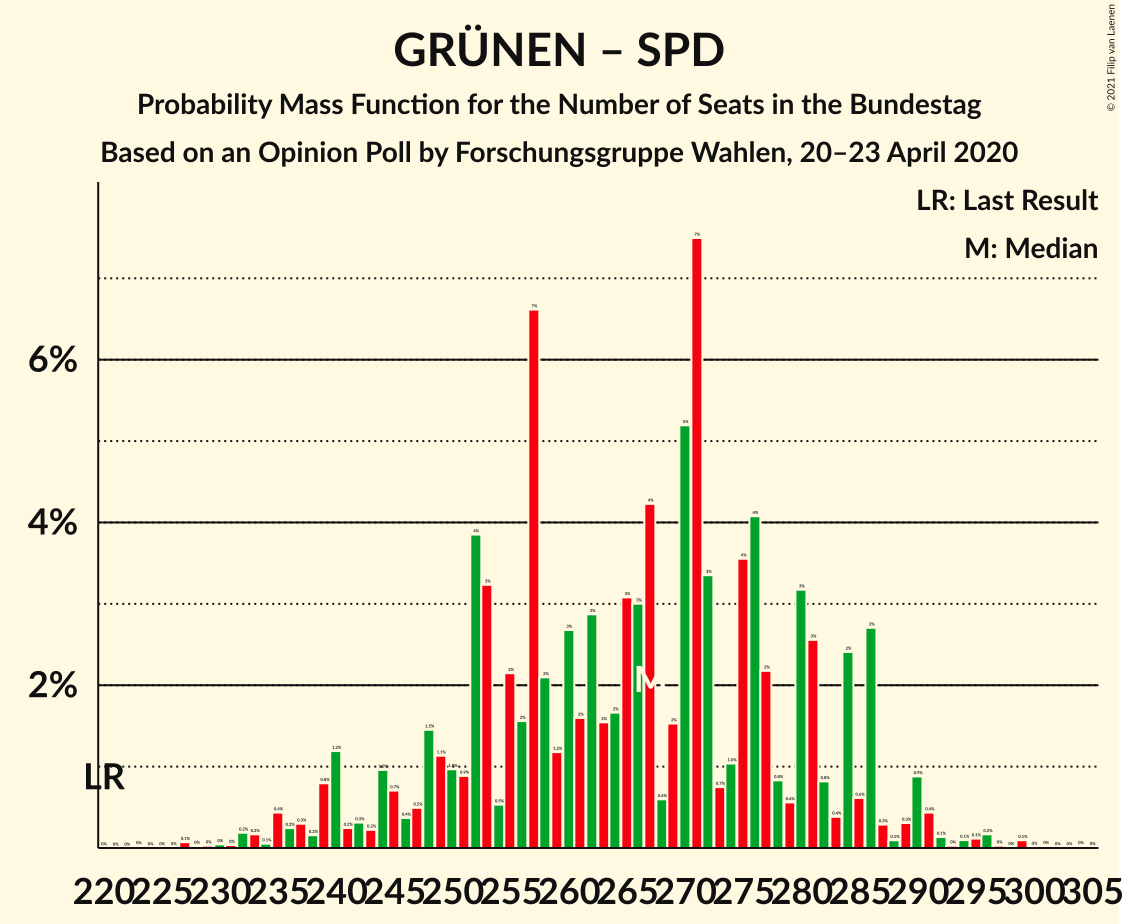 © 2021 Filip van Laenen
GRÜNEN – SPD
Probability Mass Function for the Number of Seats in the Bundestag
Based on an Opinion Poll by Forschungsgruppe Wahlen, 20–23 April 2020
LR: Last Result
M: Median
6%
4%
2%
LR
M
220 225 230 235 240 245 250 255 260 265 270 275 280 285 290 295 300 305